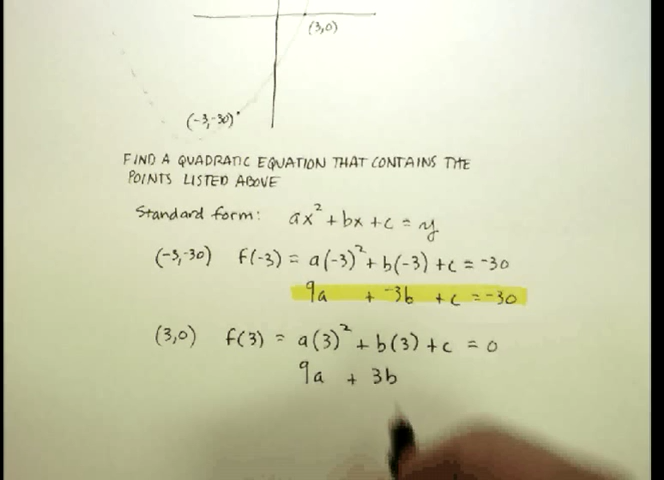 (3,0)
(-3,-30)
FIND A QUADRATIC EQUATION THAT CONTAINS THE
POINTS LISTED ABOVE
Standard form: ax² + bx + c = y
(-3,-30) f(-3) = a(-3)² + b(-3) + c = -30
9a + -3b + c = -30
(3,0) f(3) = a(3)² + b(3) + c = 0
9a + 3b